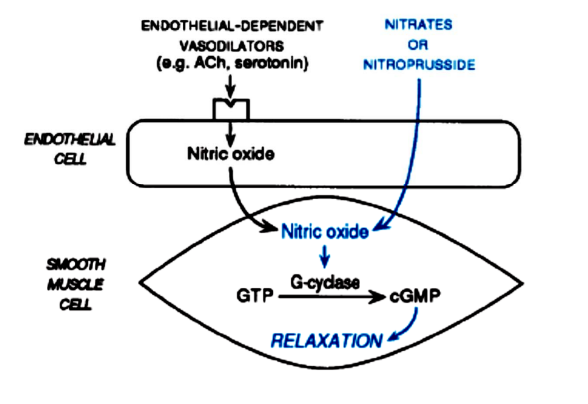 ENDOTHELIAL-DEPENDENT
VASODILATORS
(e.g. ACh, serotonin)
NITRATES
OR
NITROPRUSSIDE
ENDOTHELIAL
CELL
Nitric oxide
Nitric oxide
SMOOTH
MUSCLE
CELL
G-cyclase
GTP
cGMP
RELAXATION